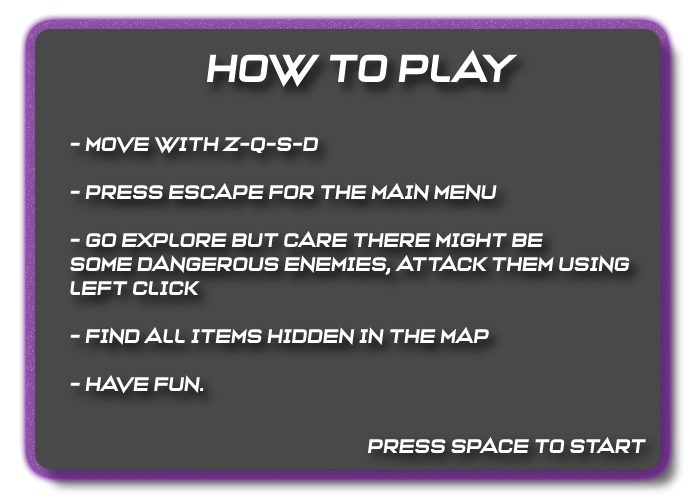 HOW TO PLAY
- MOVE WITH Z-Q-S-D
- PRESS ESCAPE FOR THE MAIN MENU
- GO EXPLORE BUT CARE THERE MIGHT BE
SOME DANGEROUS ENEMIES, ATTACK THEM USING
LEFT CLICK
- FIND ALL ITEMS HIDDEN IN THE MAP
- HAVE FUN.
PRESS SPACE TO START